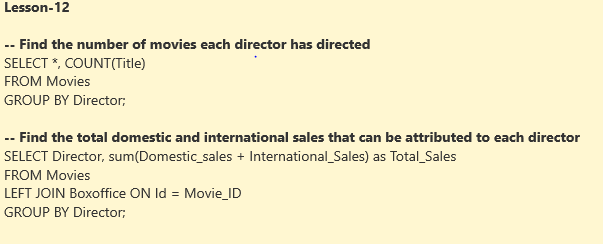 Lesson-12
-- Find the number of movies each director has directed
SELECT *, COUNT(Title)
FROM Movies
GROUP BY Director;
-- Find the total domestic and international sales that can be attributed to each director
SELECT Director, sum(Domestic_sales + International_Sales) as Total_Sales
FROM Movies
LEFT JOIN Boxoffice ON Id = Movie_ID
GROUP BY Director;